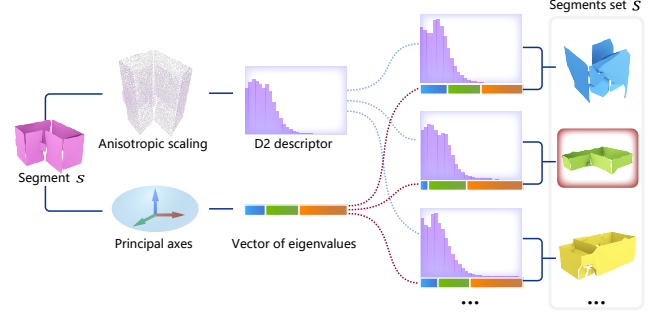 Segments set s
Anisotropic scaling
D2 descriptor
Segment s
Principal axes
Vector of eigenvalues
...
...